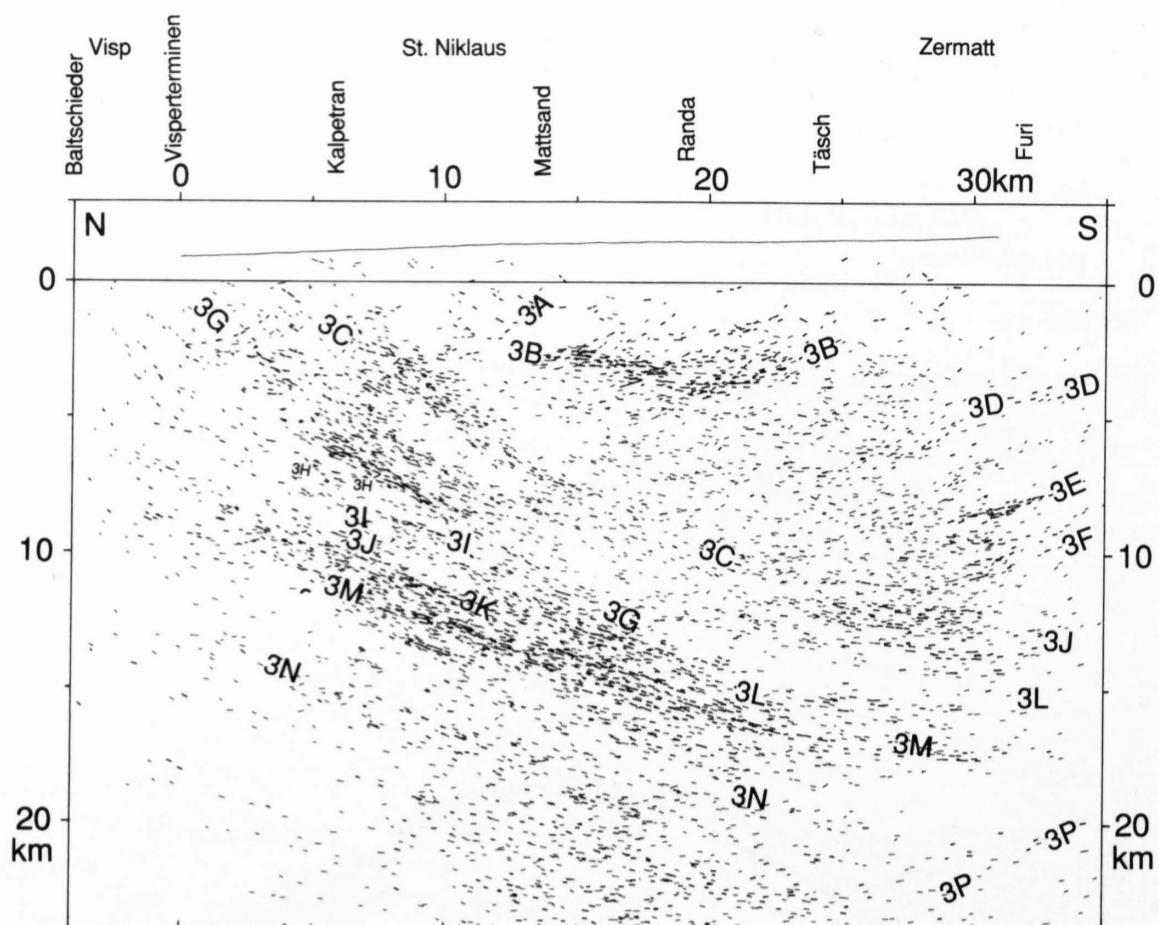 Visp St. Niklaus Zermatt
Baltschieder Visperterminen Kalpetran Mattsand Randa Täsch Furi
0 10 20 30km
N S
0 0
3G 3C 3A
3B 3B
3D 3D
3H 3H 3E
3I 3I 3F
3J 3C
10 10
3M 3K 3G
3J
3N 3L 3L
3M
3N
20 20
km km
3P
3P